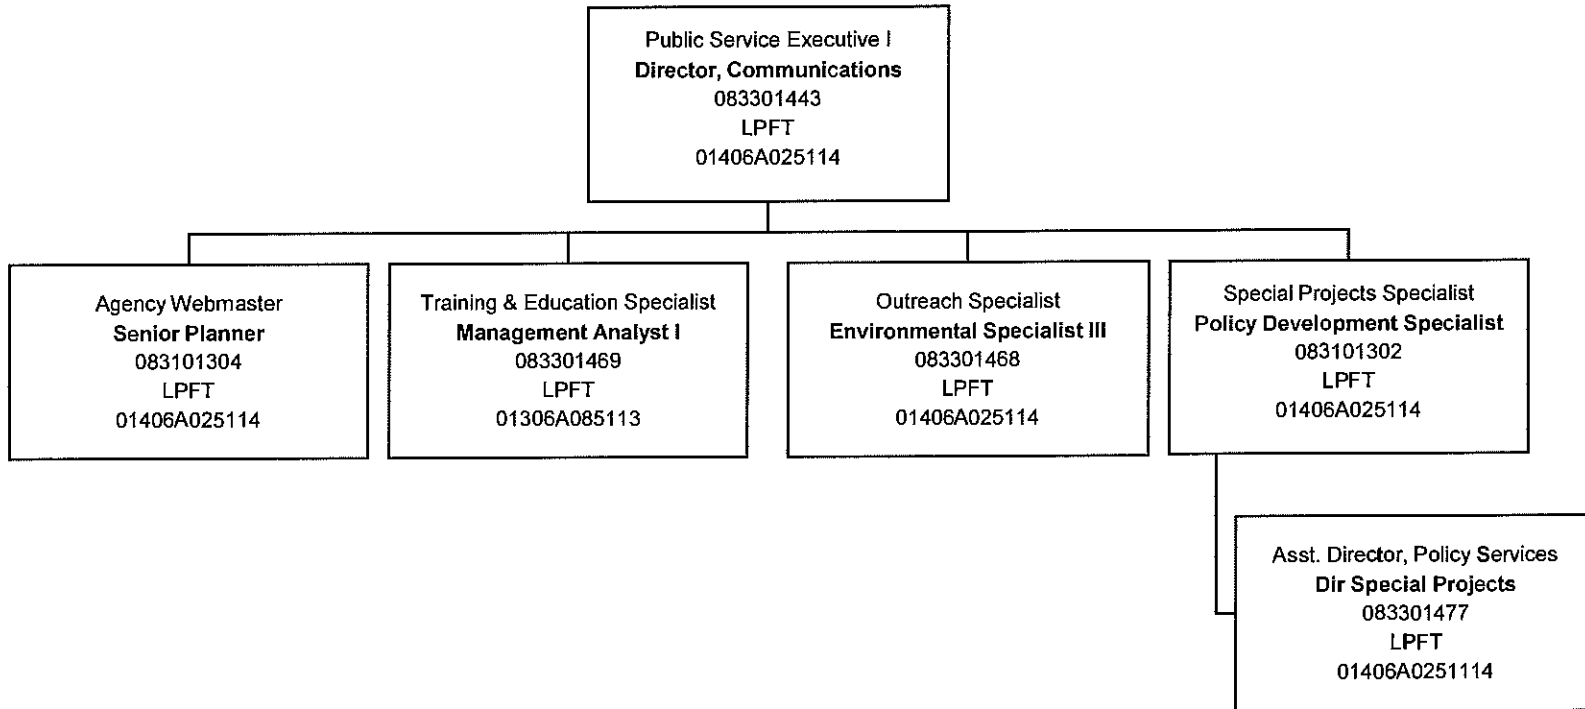 Public Service Executive I
Director, Communications
083301443
LPFT
01406A025114
Agency Webmaster
Senior Planner
083101304
LPFT
01406A025114
Training & Education Specialist
Management Analyst I
083301469
LPFT
01306A085113
Outreach Specialist
Environmental Specialist III
083301468
LPFT
01406A025114
Special Projects Specialist
Policy Development Specialist
083101302
LPFT
01406A025114
Asst. Director, Policy Services
Dir Special Projects
083301477
LPFT
01406A0251114